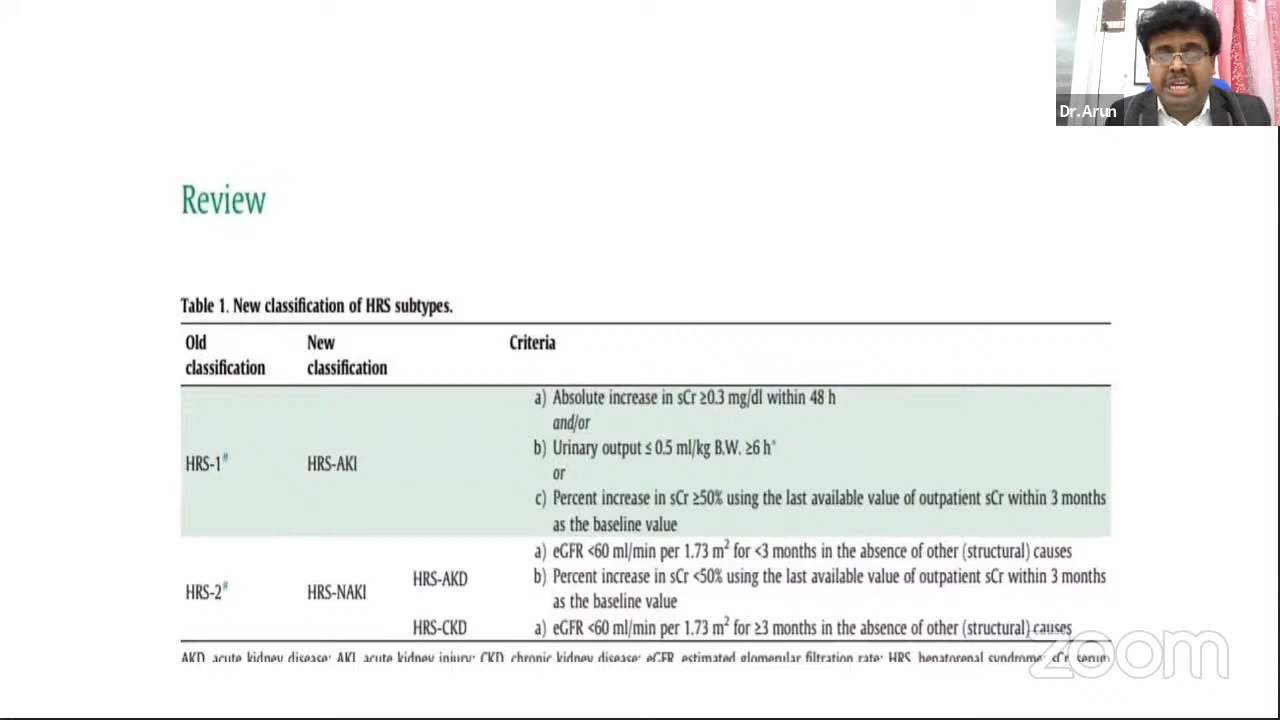 Dr.Arun
Review
Table 1. New classification of HRS subtypes.
Old classification
New classification
Criteria
HRS-1#
HRS-AKI
a) Absolute increase in sCr ≥0.3 mg/dl within 48 h
and/or
b) Urinary output ≤ 0.5 ml/kg B.W. ≥6 h*
or
c) Percent increase in sCr ≥50% using the last available value of outpatient sCr within 3 months
as the baseline value
HRS-2#
HRS-NAKI
HRS-AKD
a) eGFR <60 ml/min per 1.73 m² for <3 months in the absence of other (structural) causes
b) Percent increase in sCr <50% using the last available value of outpatient sCr within 3 months
as the baseline value
HRS-CKD
a) eGFR <60 ml/min per 1.73 m² for ≥3 months in the absence of other (structural) causes
AKD, acute kidney disease; AKI, acute kidney injury; CKD, chronic kidney disease; eGFR, estimated glomerular filtration rate; HRS, hepatorenal syndrome; sCr, serum
zoom